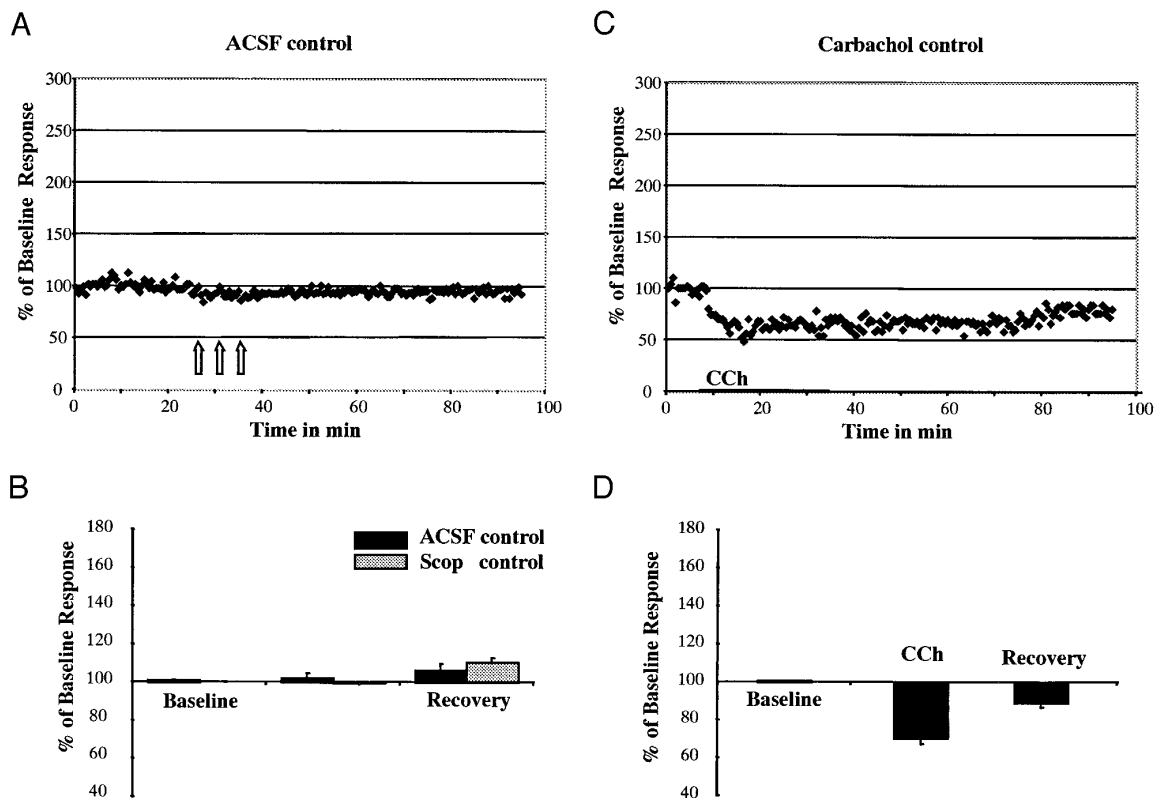 A
ACSF control
% of Baseline Response
300
250
200
150
100
50
0
0 20 40 60 80 100
Time in min
C
Carbachol control
% of Baseline Response
300
250
200
150
100
50
0
CCh
0 20 40 60 80 100
Time in min
B
% of Baseline Response
180
160
140
120
100
80
60
40
ACSF control
Scop control
Baseline
Recovery
D
% of Baseline Response
180
160
140
120
100
80
60
40
CCh
Recovery
Baseline